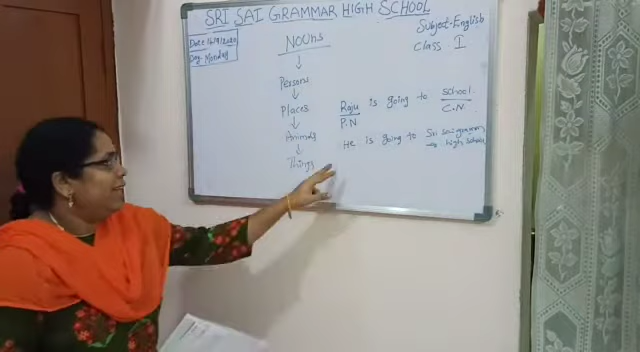 SRI SAI GRAMMAR HIGH SCHOOL
Subject-English
Class: I
Day: Monday
NOUNS
↓
Persons
↓
Places
↓
Animals
↓
Things
Raju is going to school.
P.N. C.N.
He is going to Sri sai grammar
→ high school